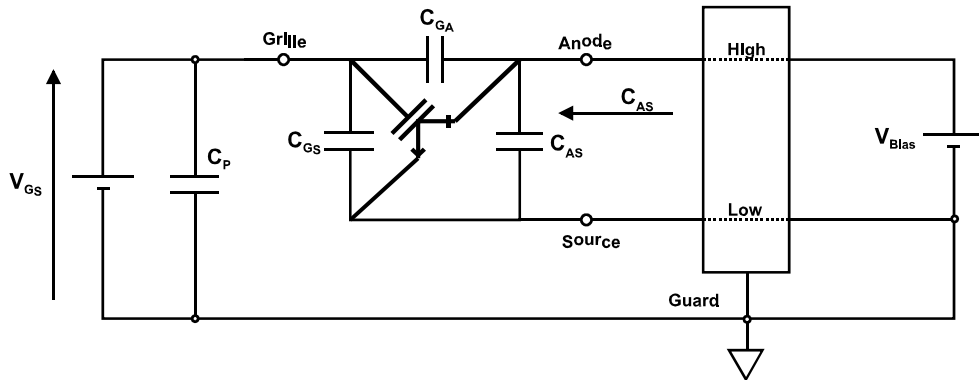 C_GA
Grille
Anode
High
C_AS
C_GS
C_AS
V_Bias
C_P
V_GS
Low
Source
Guard